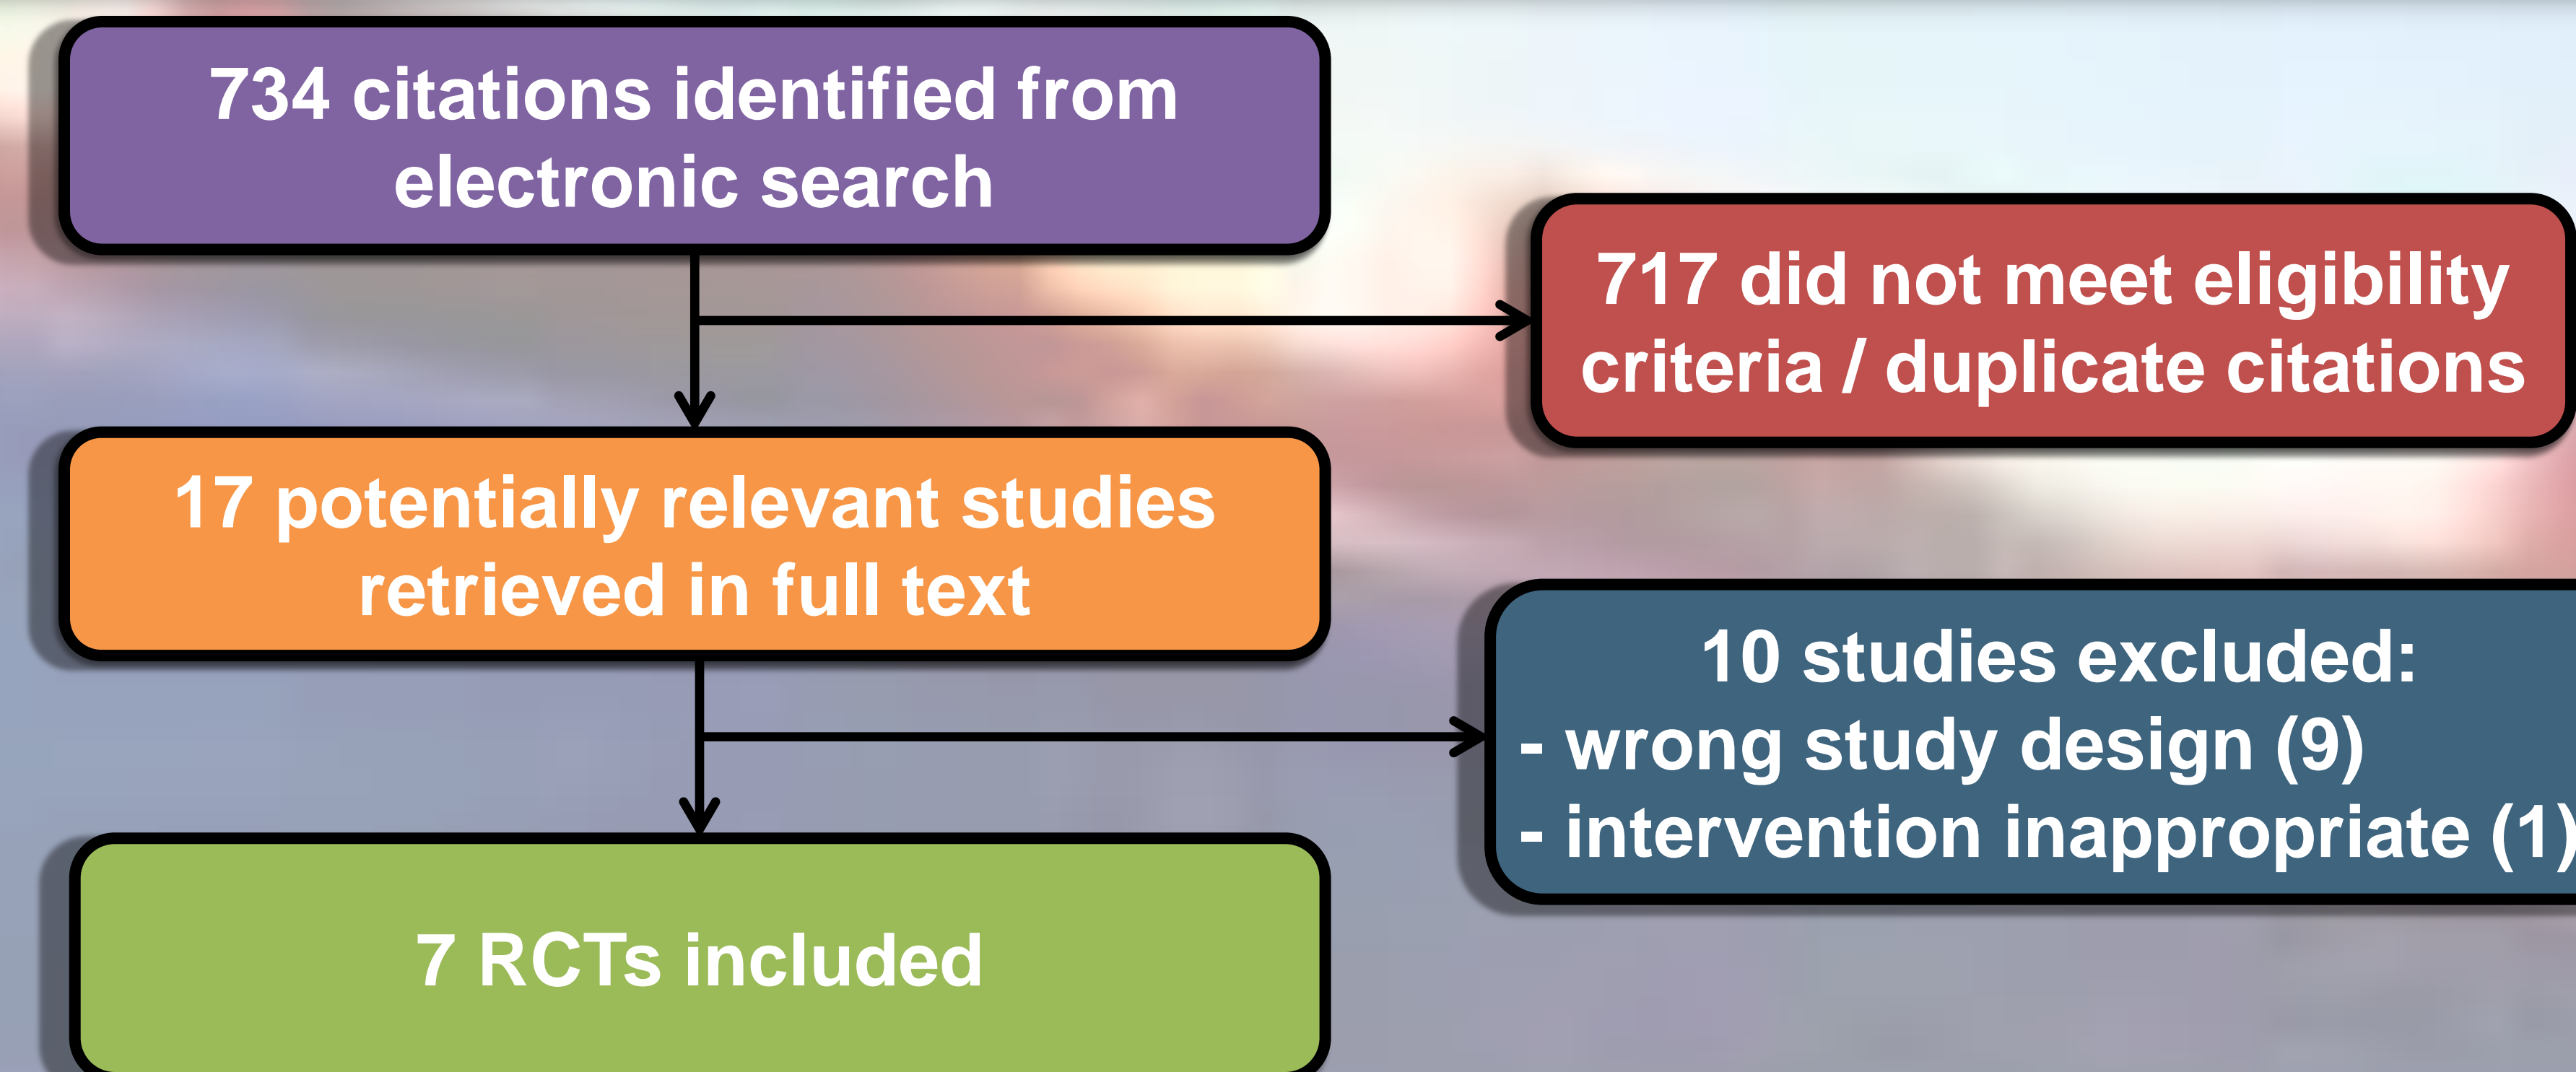 734 citations identified from
electronic search
717 did not meet eligibility
criteria / duplicate citations
17 potentially relevant studies
retrieved in full text
10 studies excluded:
- wrong study design (9)
- intervention inappropriate (1)
7 RCTs included